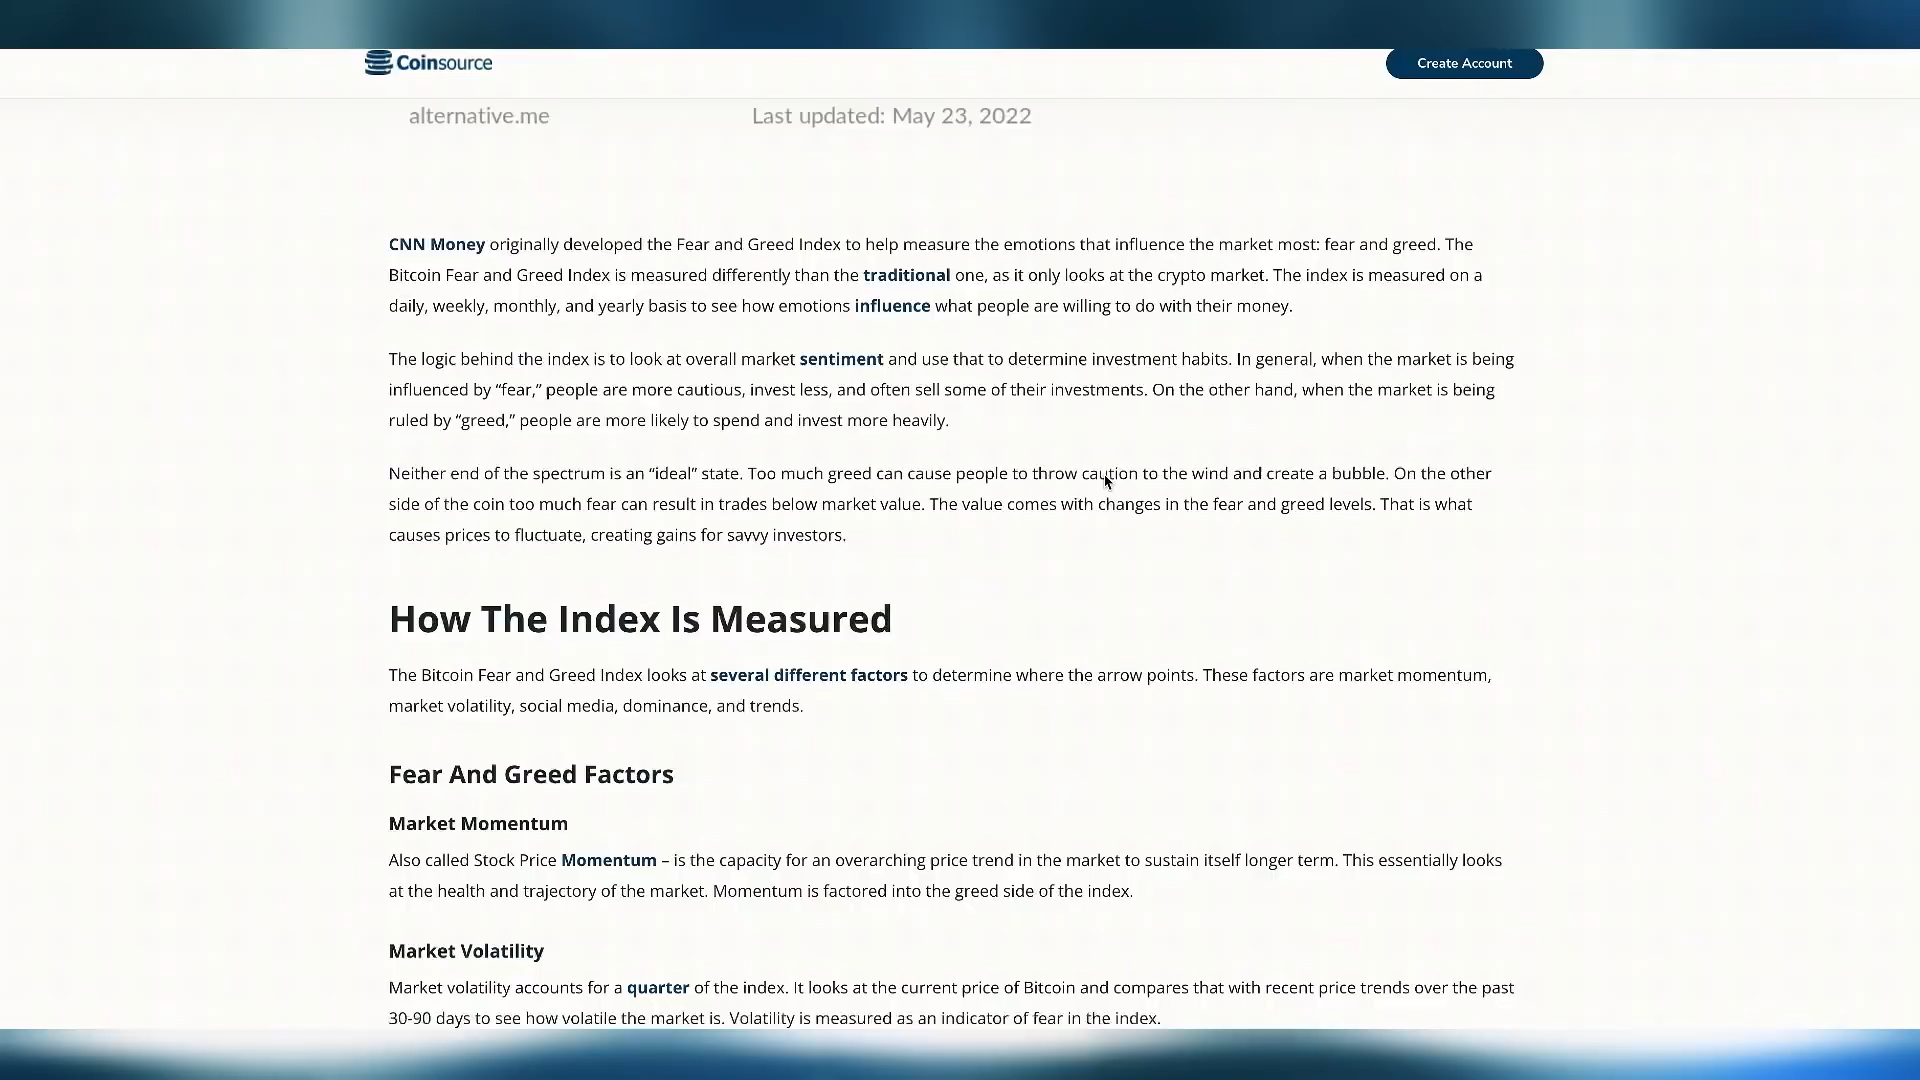 Coinsource
Create Account
alternative.me
Last updated: May 23, 2022
CNN Money originally developed the Fear and Greed Index to help measure the emotions that influence the market most: fear and greed. The
Bitcoin Fear and Greed Index is measured differently than the traditional one, as it only looks at the crypto market. The index is measured on a
daily, weekly, monthly, and yearly basis to see how emotions influence what people are willing to do with their money.
The logic behind the index is to look at overall market sentiment and use that to determine investment habits. In general, when the market is being
influenced by “fear,” people are more cautious, invest less, and often sell some of their investments. On the other hand, when the market is being
ruled by “greed,” people are more likely to spend and invest more heavily.
Neither end of the spectrum is an “ideal” state. Too much greed can cause people to throw caution to the wind and create a bubble. On the other
side of the coin too much fear can result in trades below market value. The value comes with changes in the fear and greed levels. That is what
causes prices to fluctuate, creating gains for savvy investors.
How The Index Is Measured
The Bitcoin Fear and Greed Index looks at several different factors to determine where the arrow points. These factors are market momentum,
market volatility, social media, dominance, and trends.
Fear And Greed Factors
Market Momentum
Also called Stock Price Momentum – is the capacity for an overarching price trend in the market to sustain itself longer term. This essentially looks
at the health and trajectory of the market. Momentum is factored into the greed side of the index.
Market Volatility
Market volatility accounts for a quarter of the index. It looks at the current price of Bitcoin and compares that with recent price trends over the past
30-90 days to see how volatile the market is. Volatility is measured as an indicator of fear in the index.